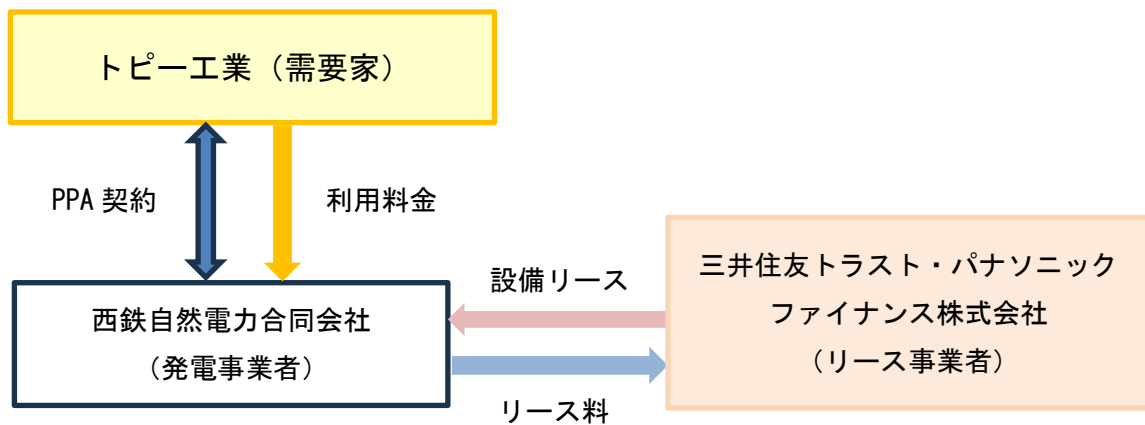 トピー工業（需要家）
PPA 契約
利用料金
西鉄自然電力合同会社
（発電事業者）
設備リース
リース料
三井住友トラスト・パナソニック
ファイナンス株式会社
（リース事業者）